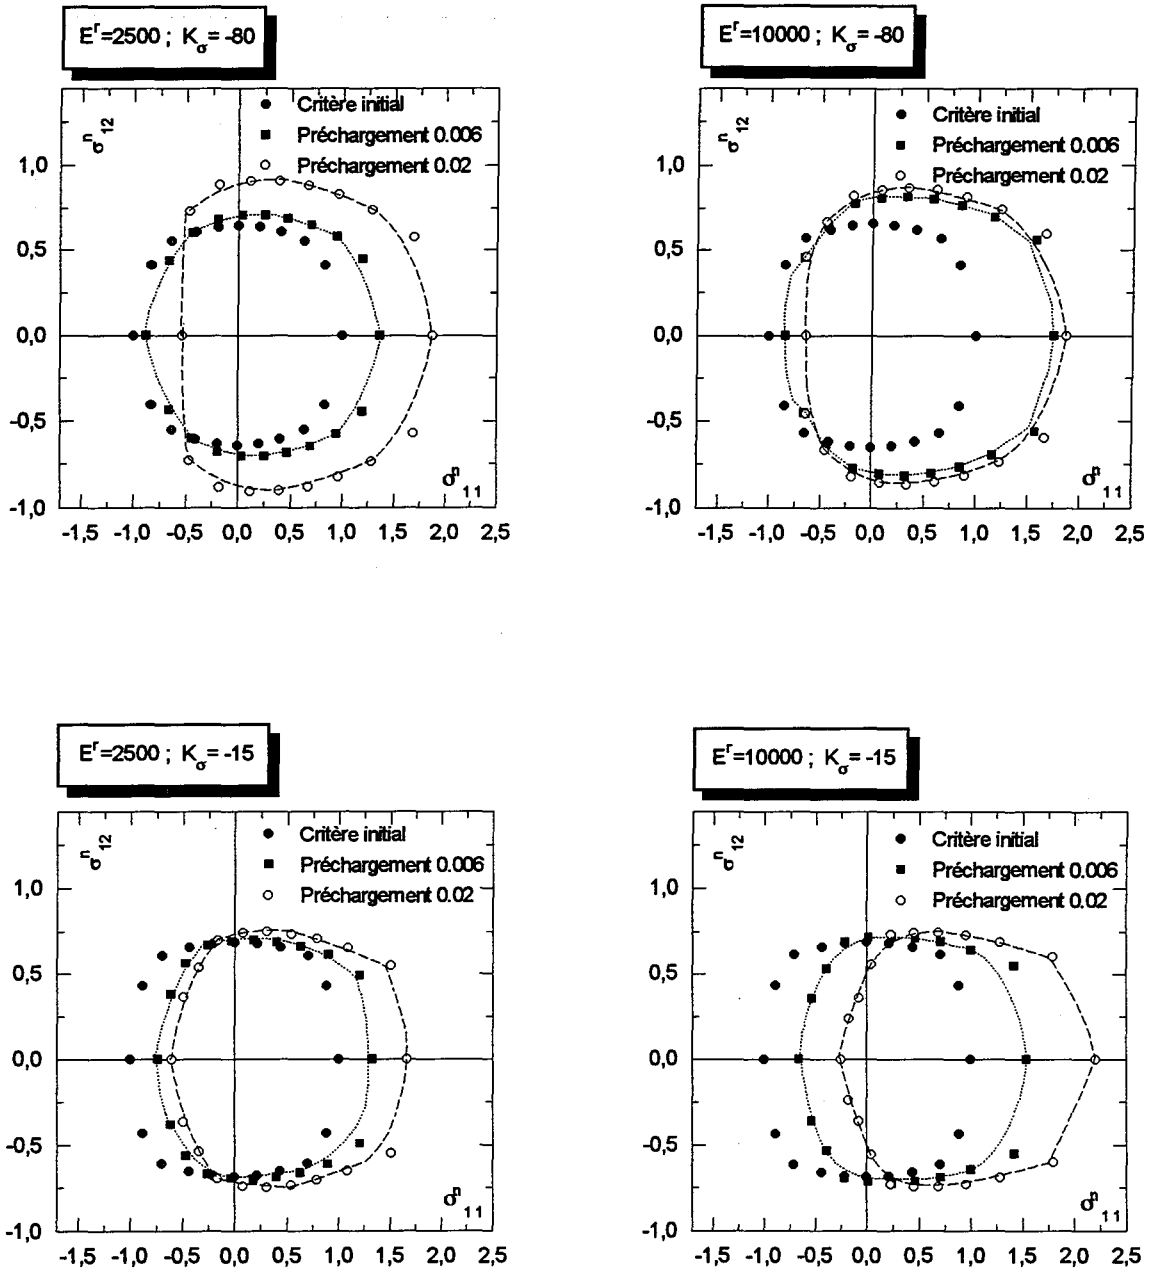 E^r=2500 ; K_σ= -80
σ^n_12
● Critère initial
■ Préchargement 0.006
○ Préchargement 0.02
1,0
0,5
0,0
-0,5
-1,0
σ^n_11
-1,5 -1,0 -0,5 0,0 0,5 1,0 1,5 2,0 2,5
E^r=10000 ; K_σ= -80
σ^n_12
● Critère initial
■ Préchargement 0.006
○ Préchargement 0.02
1,0
0,5
0,0
-0,5
-1,0
σ^n_11
-1,5 -1,0 -0,5 0,0 0,5 1,0 1,5 2,0 2,5
E^r=2500 ; K_σ= -15
σ^n_12
● Critère initial
■ Préchargement 0.006
○ Préchargement 0.02
1,0
0,5
0,0
-0,5
-1,0
σ^n_11
-1,5 -1,0 -0,5 0,0 0,5 1,0 1,5 2,0 2,5
E^r=10000 ; K_σ= -15
σ^n_12
● Critère initial
■ Préchargement 0.006
○ Préchargement 0.02
1,0
0,5
0,0
-0,5
-1,0
σ^n_11
-1,5 -1,0 -0,5 0,0 0,5 1,0 1,5 2,0 2,5